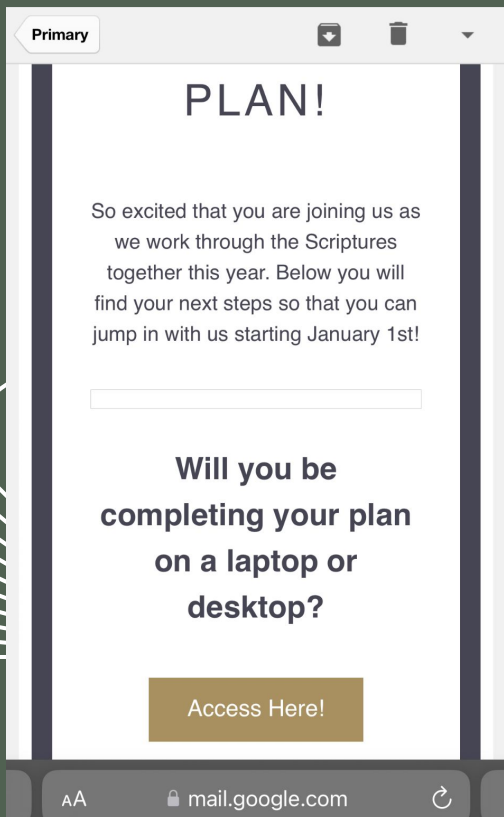 Primary
PLAN!
So excited that you are joining us as
we work through the Scriptures
together this year. Below you will
find your next steps so that you can
jump in with us starting January 1st!
Will you be
completing your plan
on a laptop or
desktop?
Access Here!
AA
mail.google.com